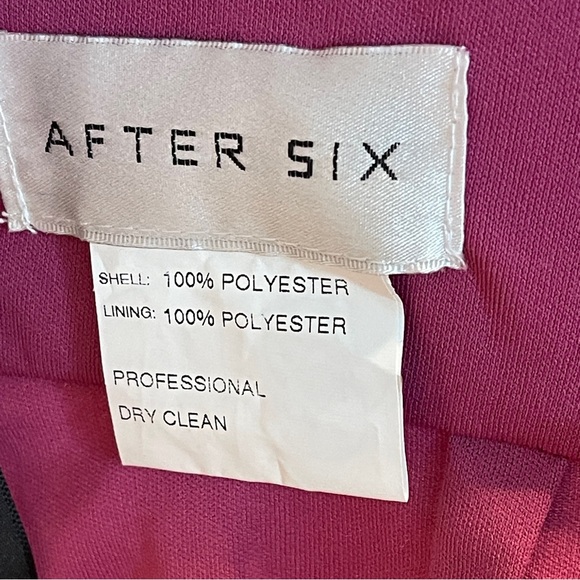 AFTER SIX
SHELL: 100% POLYESTER
LINING: 100% POLYESTER
PROFESSIONAL
DRY CLEAN